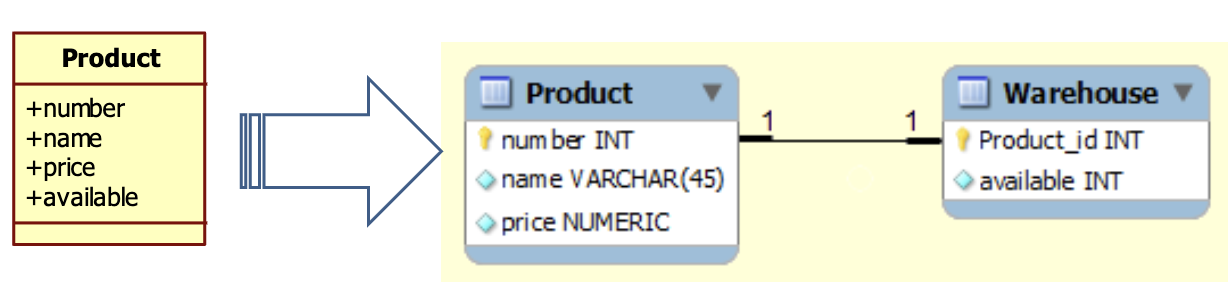 Product
+number
+name
+price
+available
Product
number INT
name VARCHAR(45)
price NUMERIC
1
1
Warehouse
Product_id INT
available INT